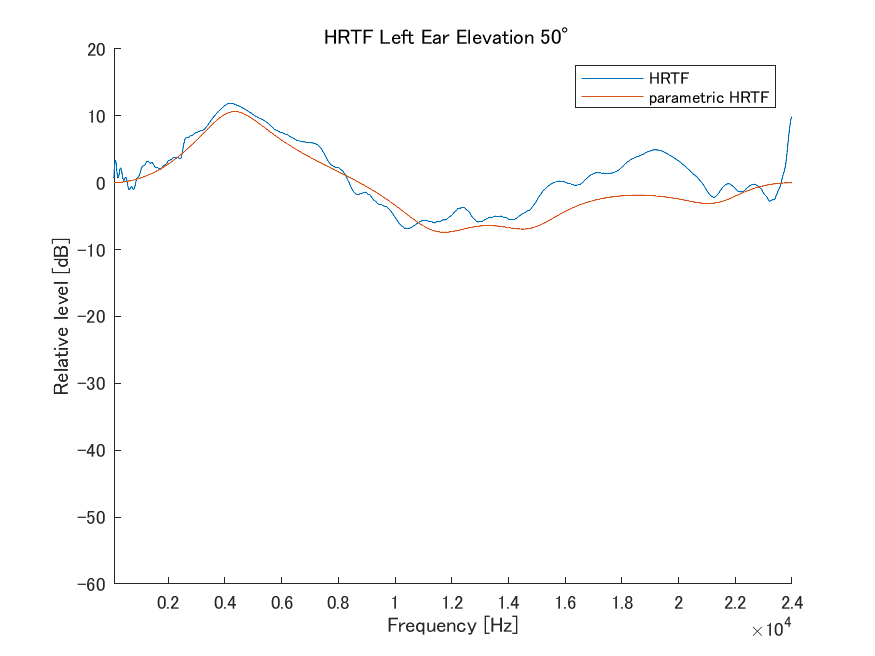 HRTF Left Ear Elevation 50°
HRTF
parametric HRTF
20
10
0
−10
−20
−30
−40
−50
−60
Relative level [dB]
0.2 0.4 0.6 0.8 1 1.2 1.4 1.6 1.8 2 2.2 2.4
Frequency [Hz]
×10⁴